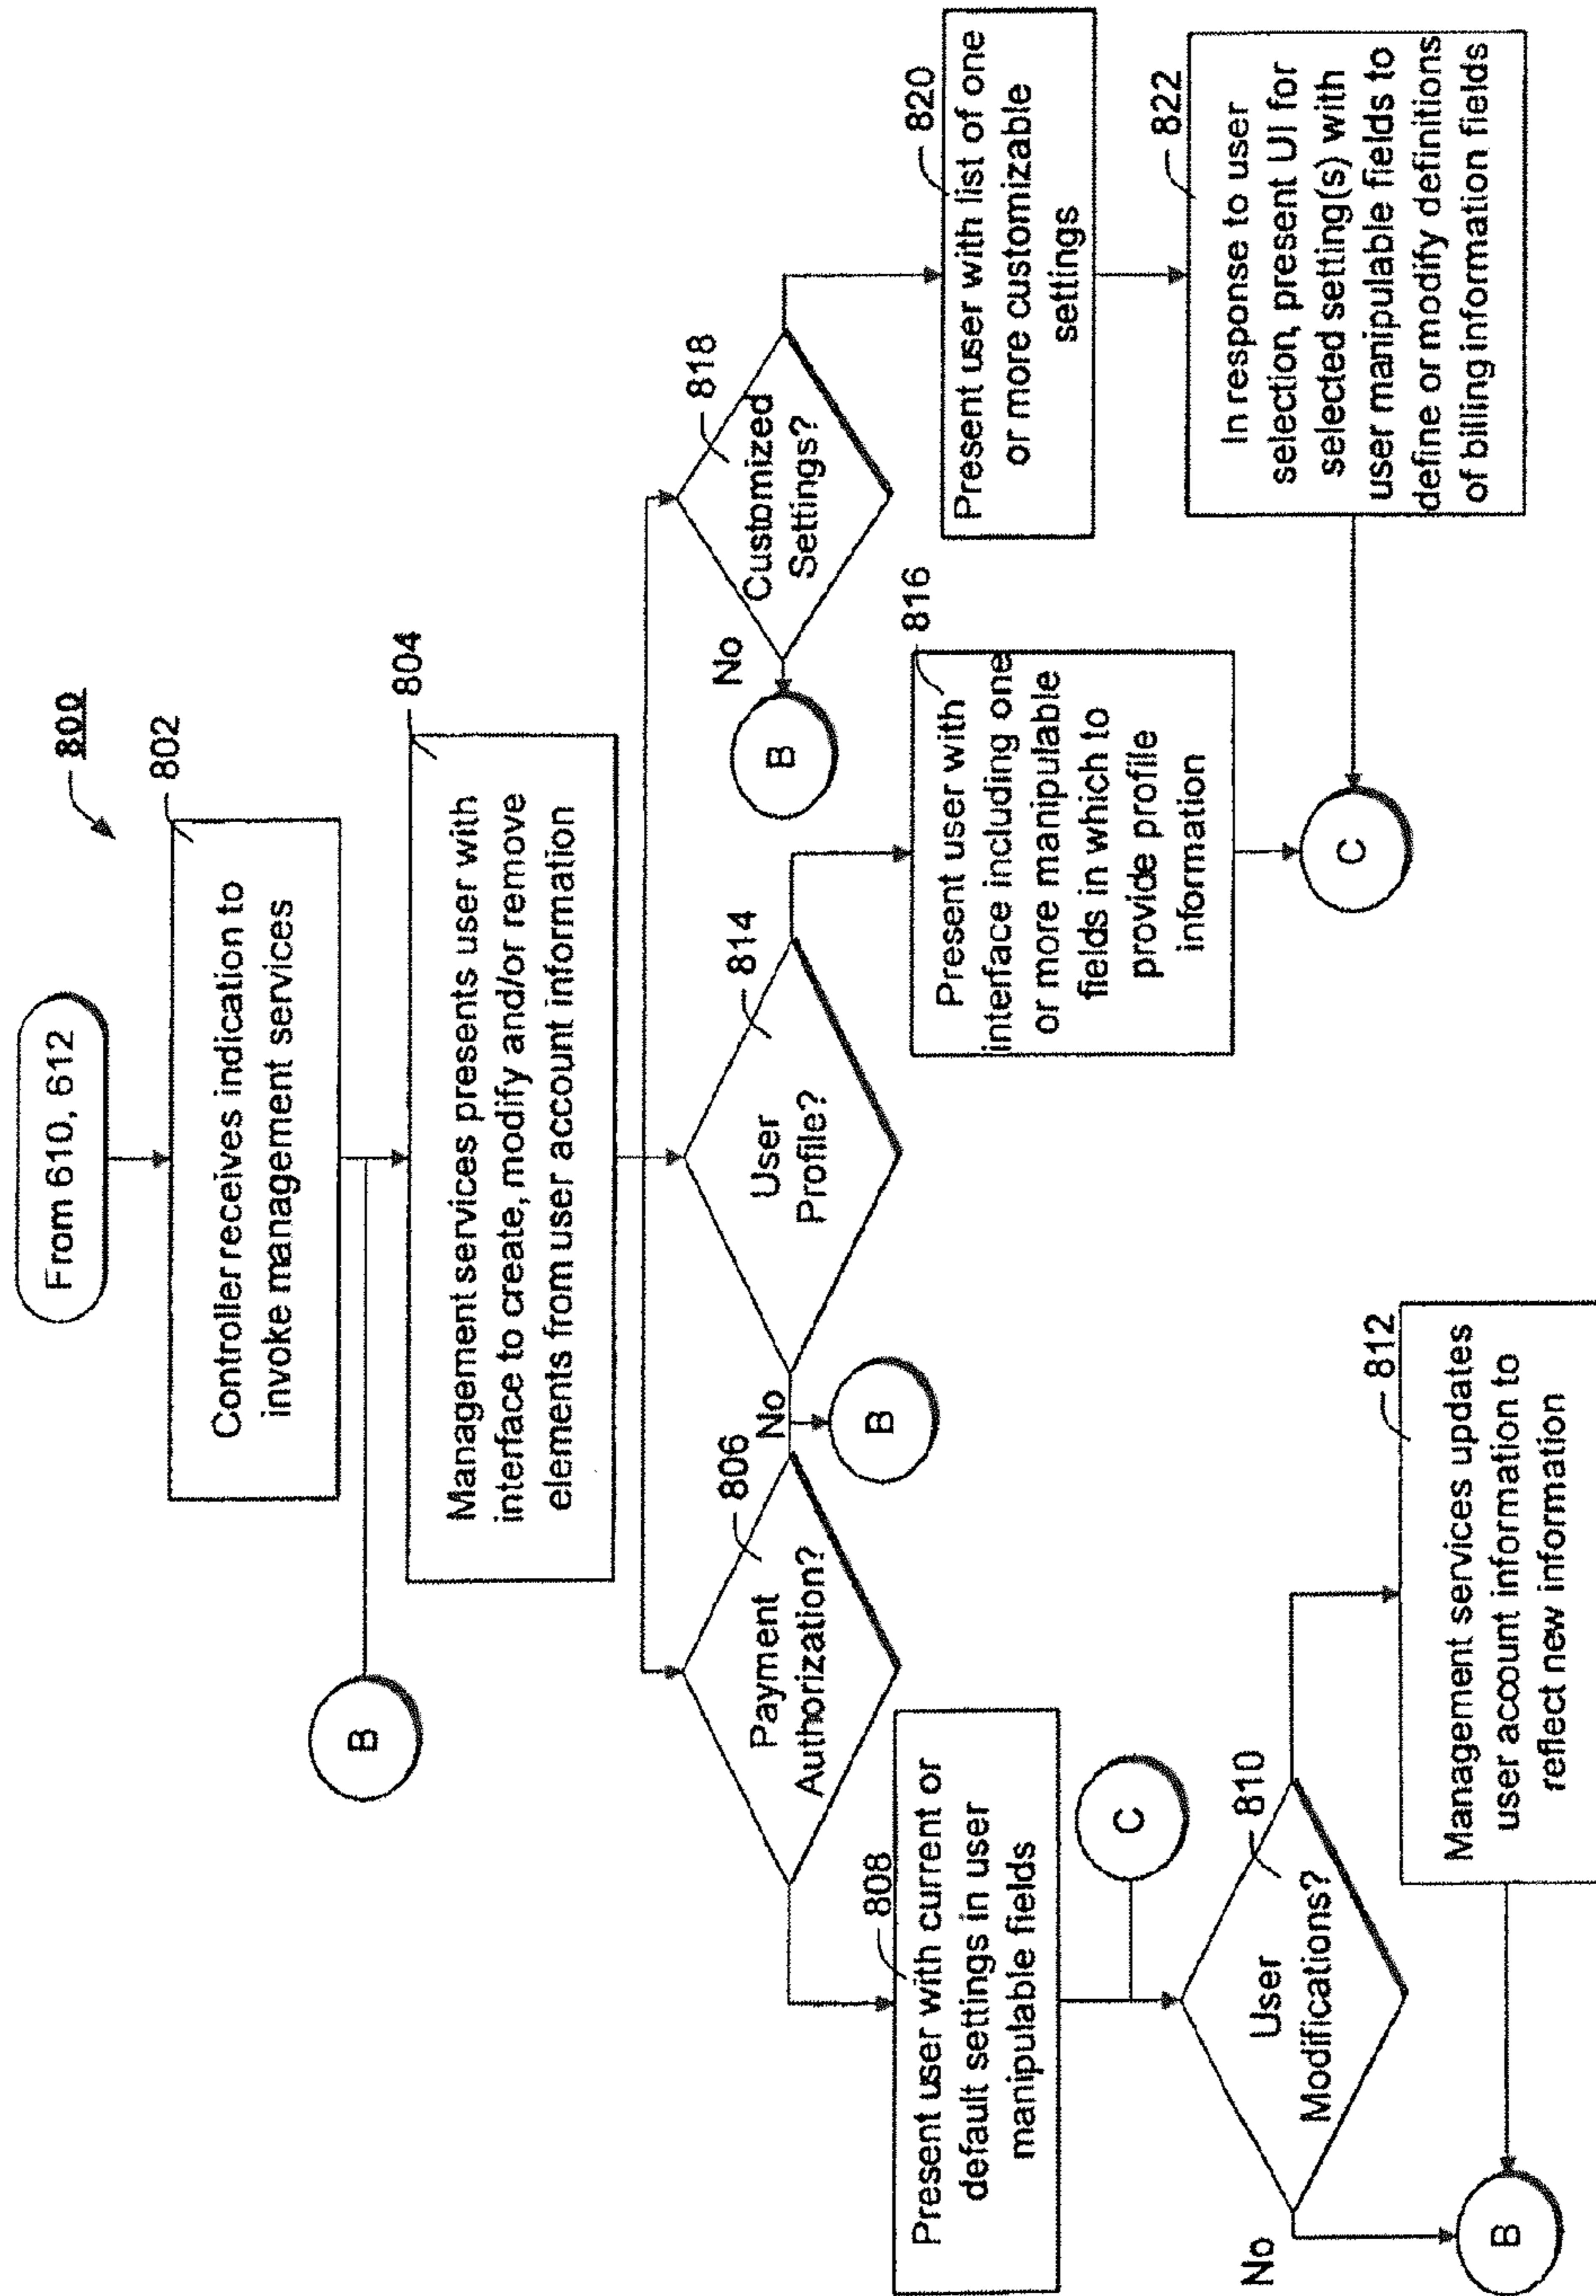 800
From 610, 612
802
Controller receives indication to
invoke management services
B
804
Management services presents user with
interface to create, modify and/or remove
elements from user account information
806
Payment
Authorization?
No
B
814
User
Profile?
818
Customized
Settings?
No
B
808
Present user with current or
default settings in user
manipulable fields
C
816
Present user with
interface including one
or more manipulable
fields in which to
provide profile
information
820
Present user with list of one
or more customizable
settings
810
User
Modifications?
No
B
812
Management services updates
user account information to
reflect new information
C
822
In response to user
selection, present UI for
selected setting(s) with
user manipulable fields to
define or modify definitions
of billing information fields